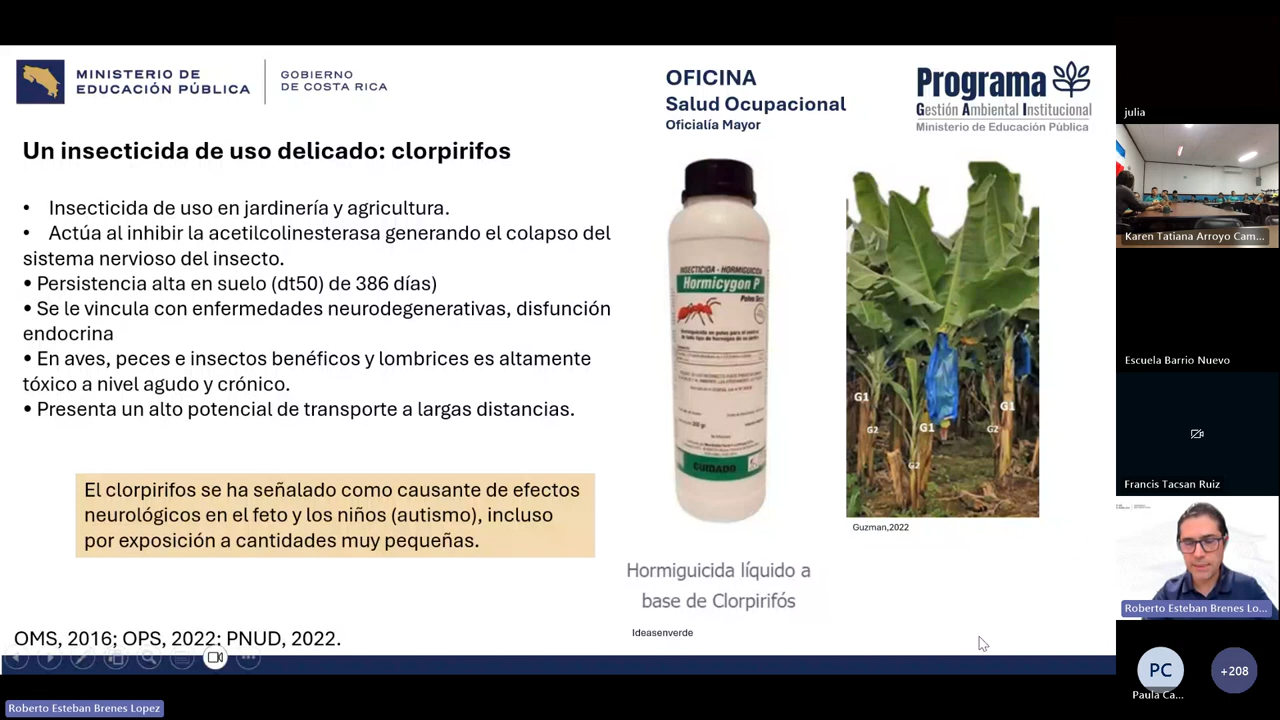 MINISTERIO DE
EDUCACIÓN PÚBLICA
GOBIERNO
DE COSTA RICA
OFICINA
Salud Ocupacional
Oficialía Mayor
Programa
Gestión Ambiental Institucional
Ministerio de Educación Pública
Un insecticida de uso delicado: clorpirifos
• Insecticida de uso en jardinería y agricultura.
• Actúa al inhibir la acetilcolinesterasa generando el colapso del
sistema nervioso del insecto.
• Persistencia alta en suelo (dt50) de 386 días)
• Se le vincula con enfermedades neurodegenerativas, disfunción
endocrina
• En aves, peces e insectos benéficos y lombrices es altamente
tóxico a nivel agudo y crónico.
• Presenta un alto potencial de transporte a largas distancias.
El clorpirifos se ha señalado como causante de efectos
neurológicos en el feto y los niños (autismo), incluso
por exposición a cantidades muy pequeñas.
OMS, 2016; OPS, 2022: PNUD, 2022.
INSECTICIDA - HORMIGUICIDA
Hormicygon P
Polvo Seco
CUIDADO
Hormiguicida líquido a
base de Clorpirifós
Ideasenverde
G1
G2
G1
G2
G1
G2
Guzman,2022
julia
Karen Tatiana Arroyo Cam...
Escuela Barrio Nuevo
Francis Tacsan Ruiz
Roberto Esteban Brenes Lo...
PC
Paula Ca...
+208
Roberto Esteban Brenes Lopez